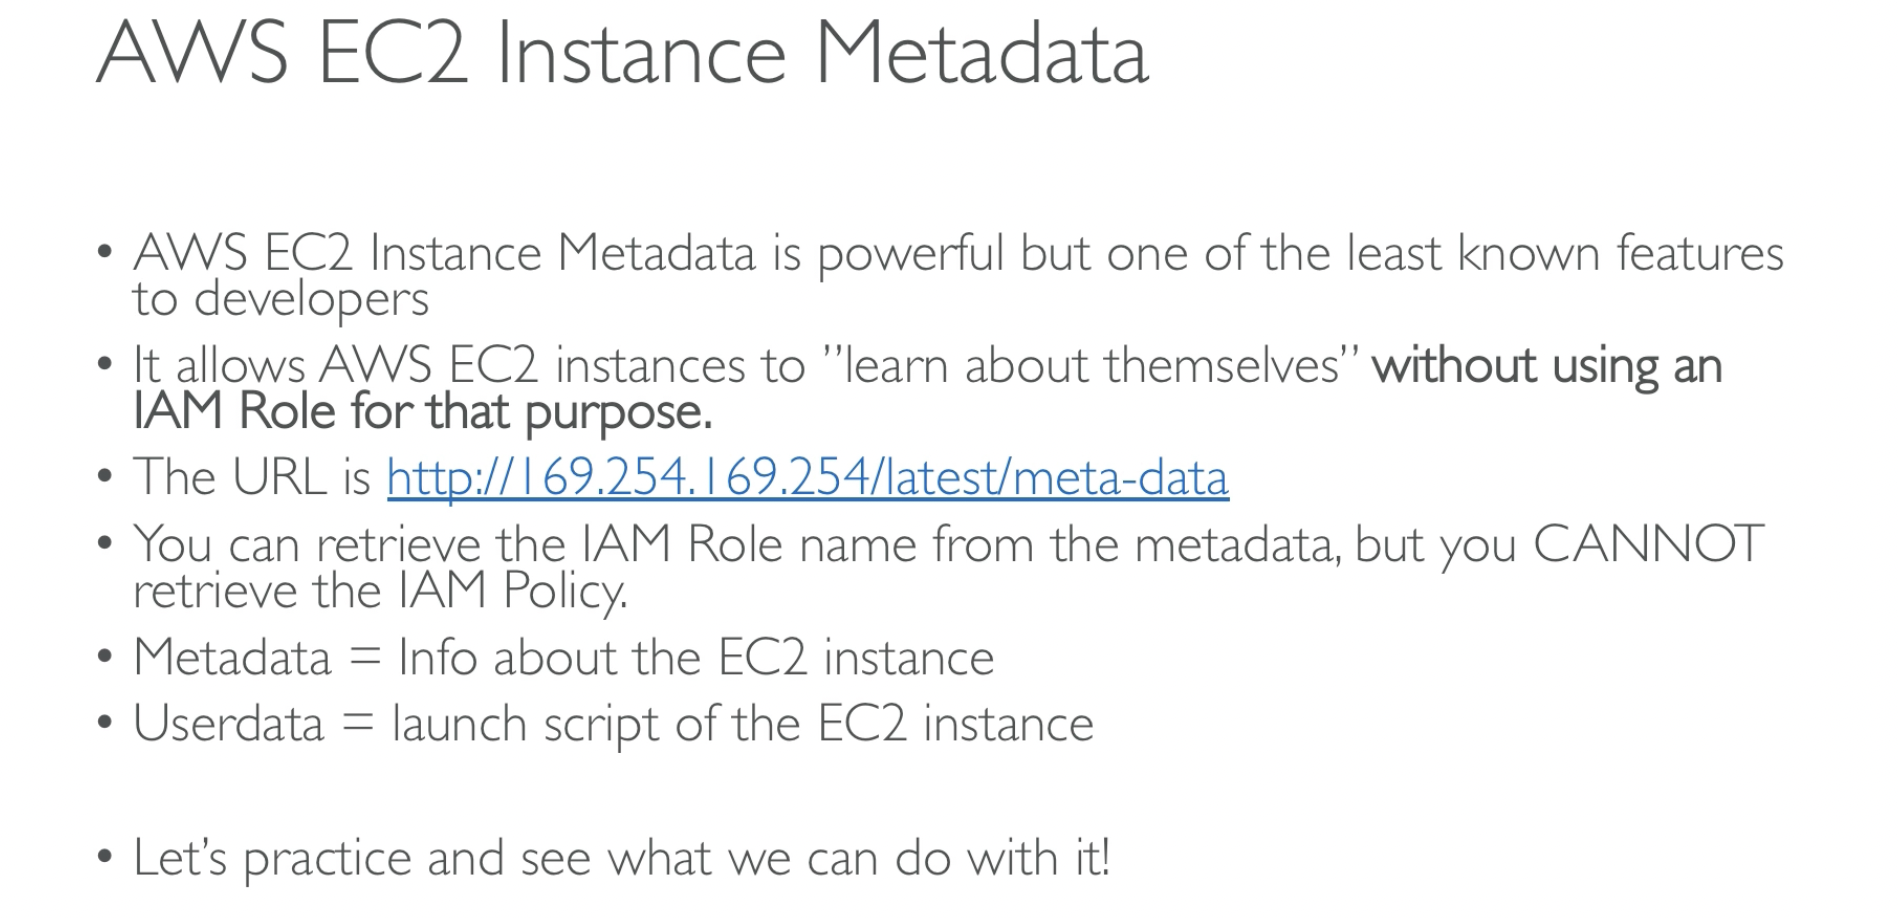 AWS EC2 Instance Metadata
• AWS EC2 Instance Metadata is powerful but one of the least known features
to developers
• It allows AWS EC2 instances to ”learn about themselves” without using an
IAM Role for that purpose.
• The URL is http://169.254.169.254/latest/meta-data
• You can retrieve the IAM Role name from the metadata, but you CANNOT
retrieve the IAM Policy.
• Metadata = Info about the EC2 instance
• Userdata = launch script of the EC2 instance
• Let’s practice and see what we can do with it!